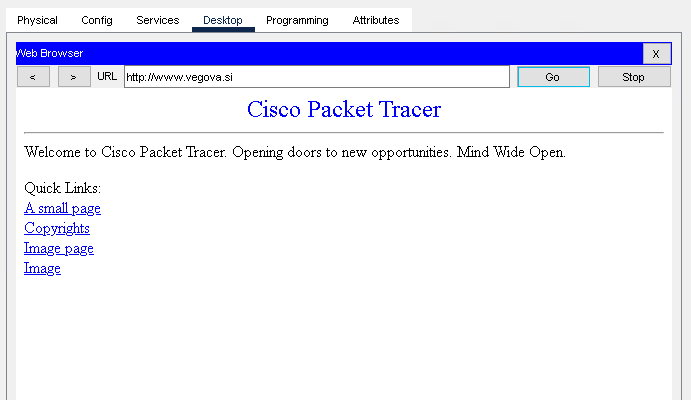 Physical Config Services Desktop Programming Attributes
Web Browser X
< > URL http://www.vegova.si Go Stop
Cisco Packet Tracer
Welcome to Cisco Packet Tracer. Opening doors to new opportunities. Mind Wide Open.
Quick Links:
A small page
Copyrights
Image page
Image